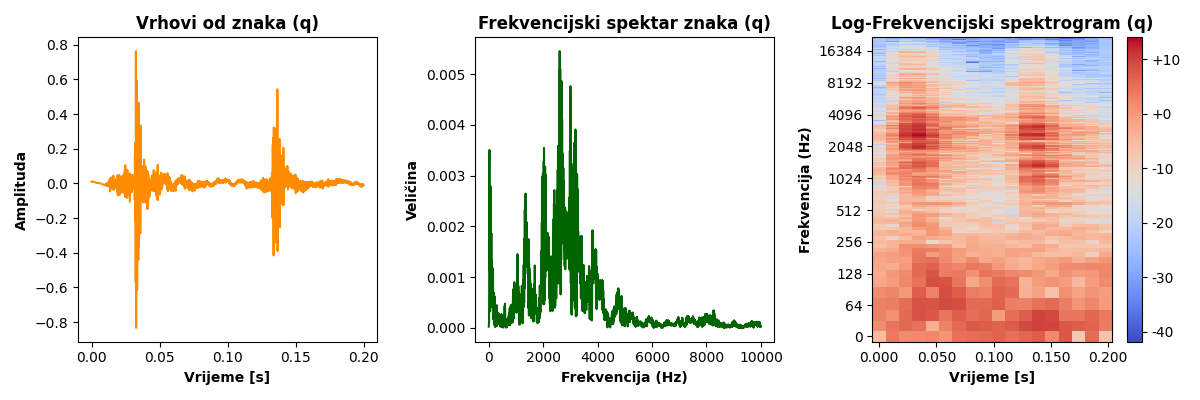 Vrhovi od znaka (q)
0.8
0.6
0.4
0.2
0.0
−0.2
−0.4
−0.6
−0.8
Amplituda
0.00 0.05 0.10 0.15 0.20
Vrijeme [s]
Frekvencijski spektar znaka (q)
0.005
0.004
0.003
0.002
0.001
0.000
Veličina
0 2000 4000 6000 8000 10000
Frekvencija (Hz)
Log-Frekvencijski spektrogram (q)
16384
8192
4096
2048
1024
512
256
128
64
0
Frekvencija (Hz)
0.000 0.050 0.100 0.150 0.200
Vrijeme [s]
+10
+0
-10
-20
-30
-40